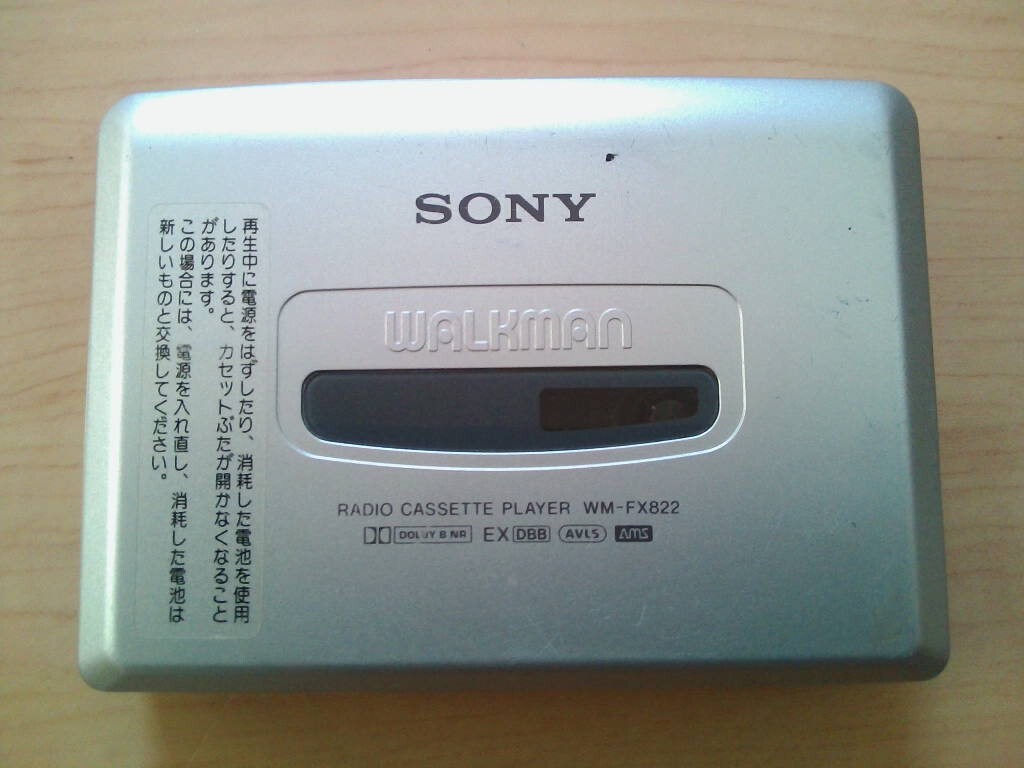 SONY
WALKMAN
RADIO CASSETTE PLAYER WM-FX822
DOLBY B NR EX DBB AVLS AMS
再生中に電源をはずしたり、消耗した電池を使用
したりすると、カセットぶたが開かなくなること
があります。
この場合には、電源を入れ直し、消耗した電池は
新しいものと交換してください。